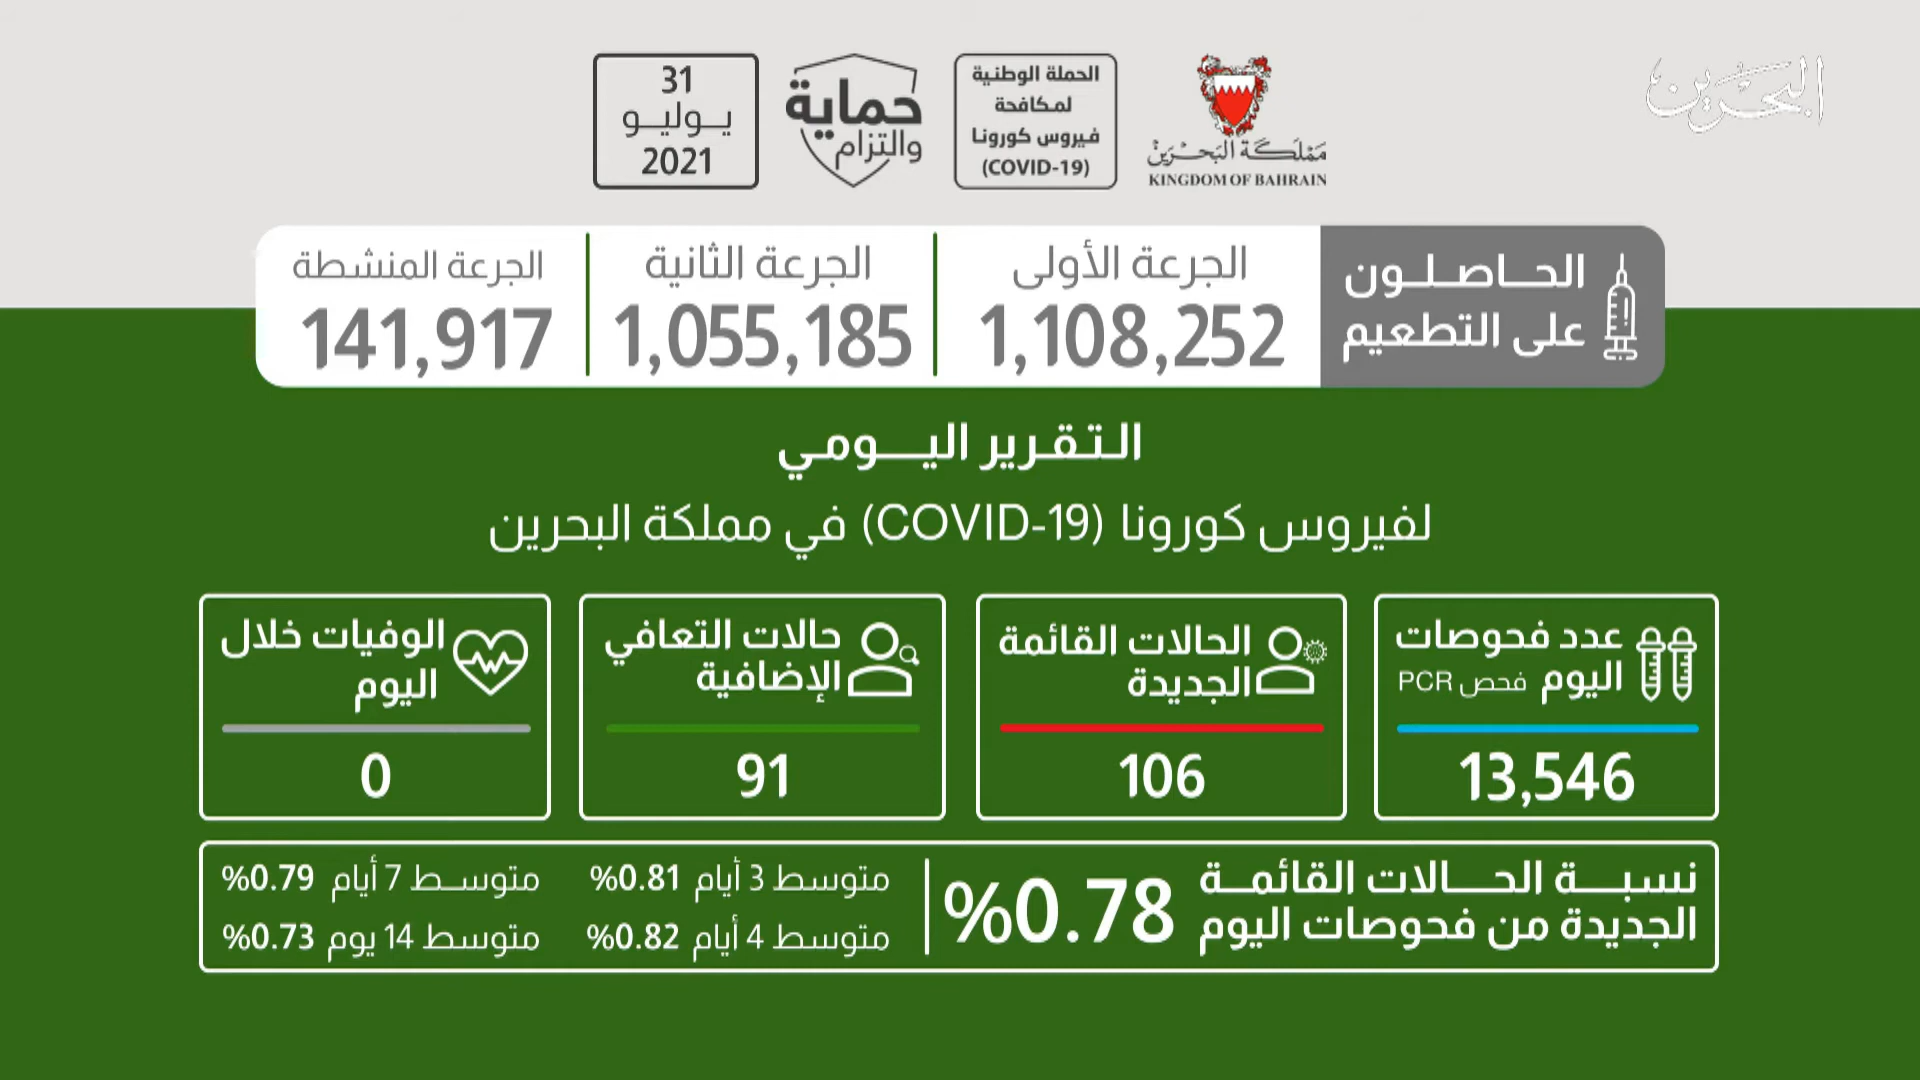 البحرين
مملكة البحرين
KINGDOM OF BAHRAIN
الحملة الوطنية
لمكافحة
فيروس كورونا
(COVID-19)
حماية
والتزام
31
يوليو
2021
الحاصلون
على التطعيم
الجرعة الأولى
1,108,252
الجرعة الثانية
1,055,185
الجرعة المنشطة
141,917
التقرير اليومي
لفيروس كورونا (COVID-19) في مملكة البحرين
عدد فحوصات
اليوم فحص PCR
13,546
الحالات القائمة
الجديدة
106
حالات التعافي
الإضافية
91
الوفيات خلال
اليوم
0
نسبة الحالات القائمة
الجديدة من فحوصات اليوم
%0.78
متوسط 3 أيام %0.81
متوسط 4 أيام %0.82
متوسط 7 أيام %0.79
متوسط 14 يوم %0.73